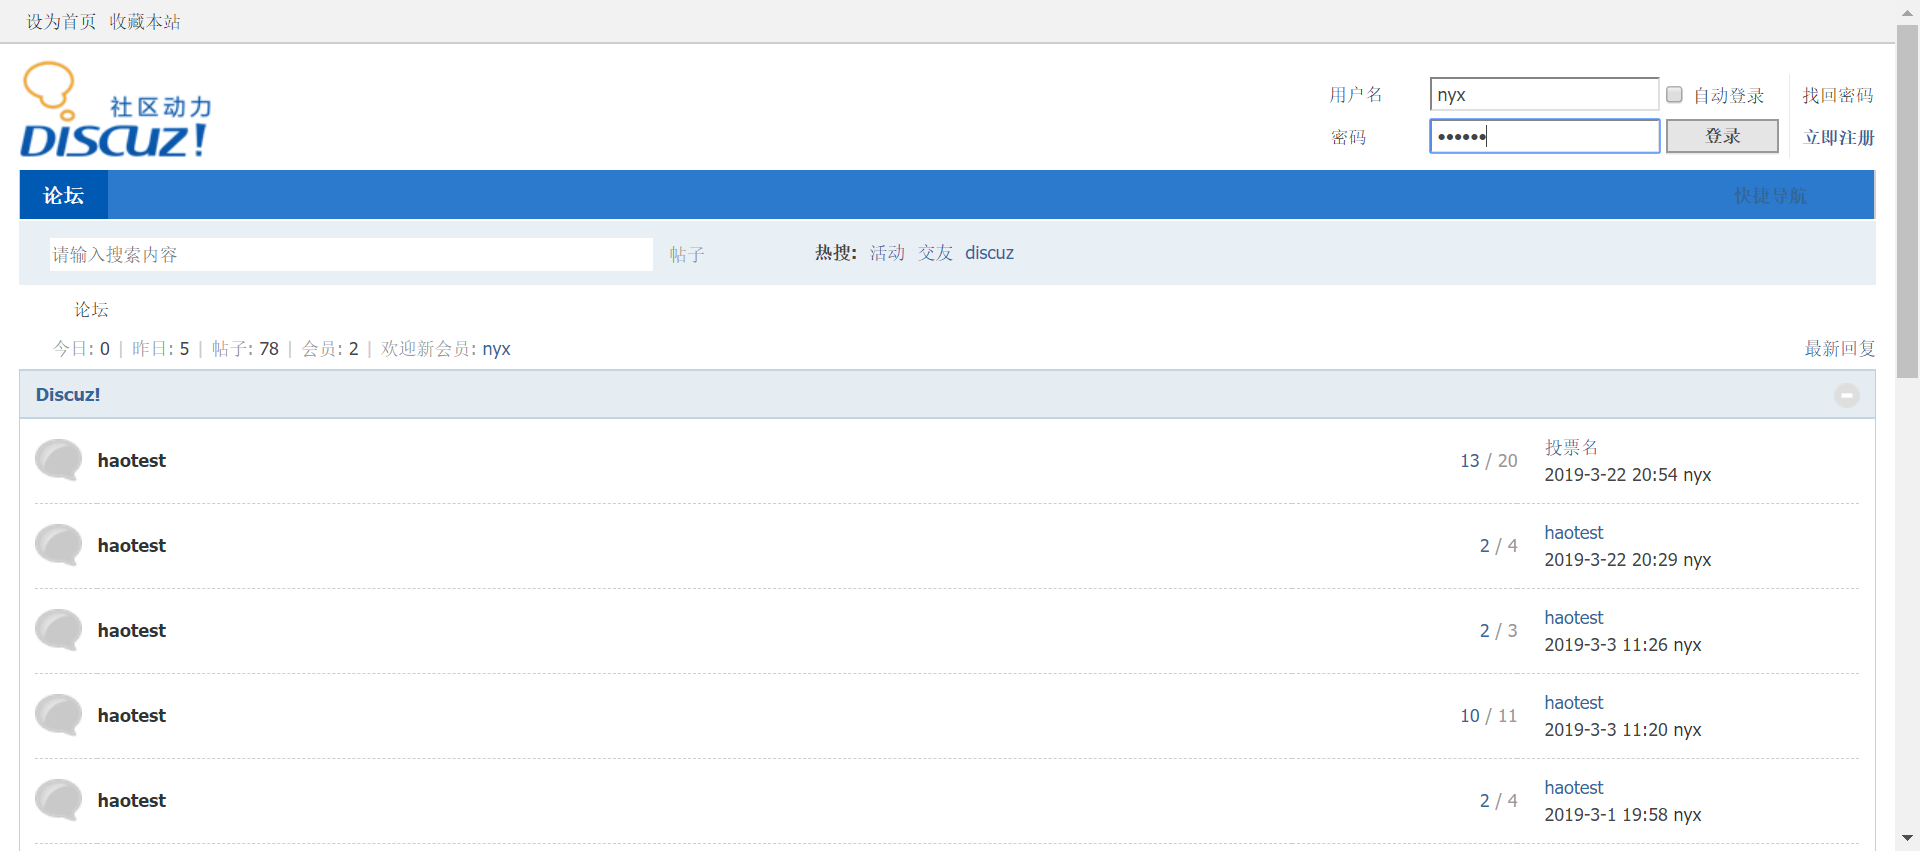 设为首页 收藏本站
社区动力
DISCUZ!
用户名 nyx 自动登录 找回密码
密码 •••••• 登录 立即注册
论坛 快捷导航
请输入搜索内容 帖子 热搜: 活动 交友 discuz
论坛
今日: 0 | 昨日: 5 | 帖子: 78 | 会员: 2 | 欢迎新会员: nyx 最新回复
Discuz!
haotest 13 / 20 投票名
2019-3-22 20:54 nyx
haotest 2 / 4 haotest
2019-3-22 20:29 nyx
haotest 2 / 3 haotest
2019-3-3 11:26 nyx
haotest 10 / 11 haotest
2019-3-3 11:20 nyx
haotest 2 / 4 haotest
2019-3-1 19:58 nyx